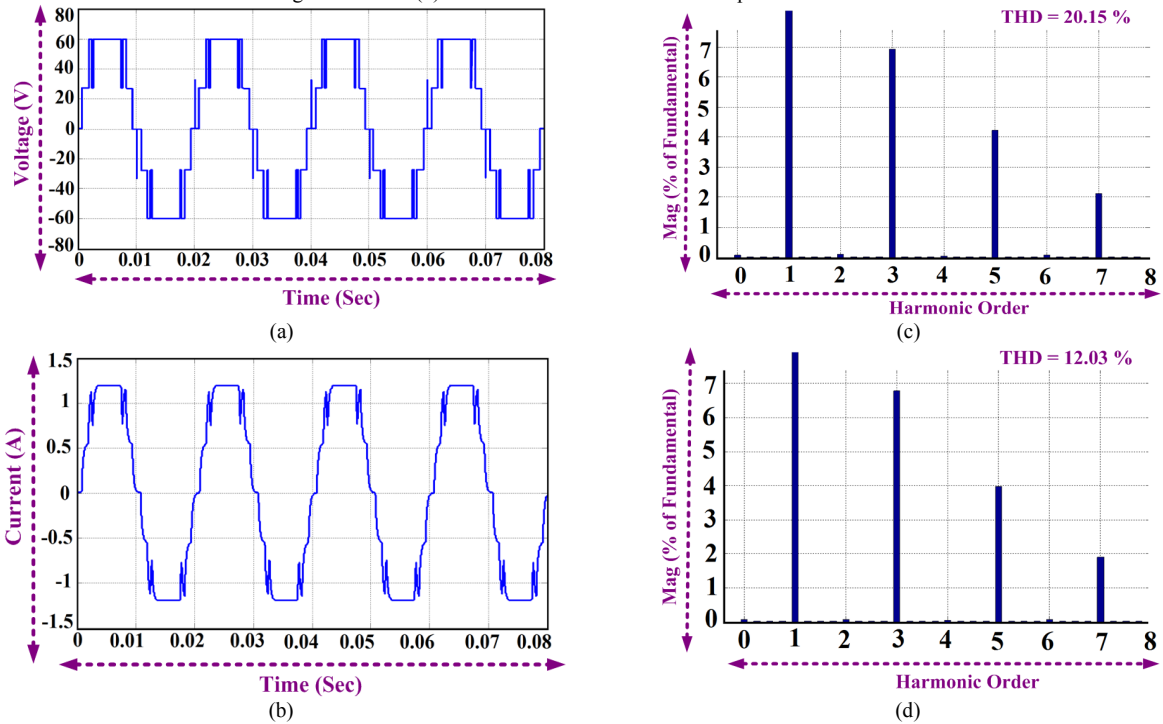 80
60
40
20
0
-20
-40
-60
-80
Voltage (V)
0 0.01 0.02 0.03 0.04 0.05 0.06 0.07 0.08
Time (Sec)
(a)
THD = 20.15 %
7
6
5
4
3
2
1
0
Mag (% of Fundamental)
0 1 2 3 4 5 6 7 8
Harmonic Order
(c)
1.5
1
0.5
0
-0.5
-1
-1.5
Current (A)
0 0.01 0.02 0.03 0.04 0.05 0.06 0.07 0.08
Time (Sec)
(b)
THD = 12.03 %
7
6
5
4
3
2
1
0
Mag (% of Fundamental)
0 1 2 3 4 5 6 7 8
Harmonic Order
(d)